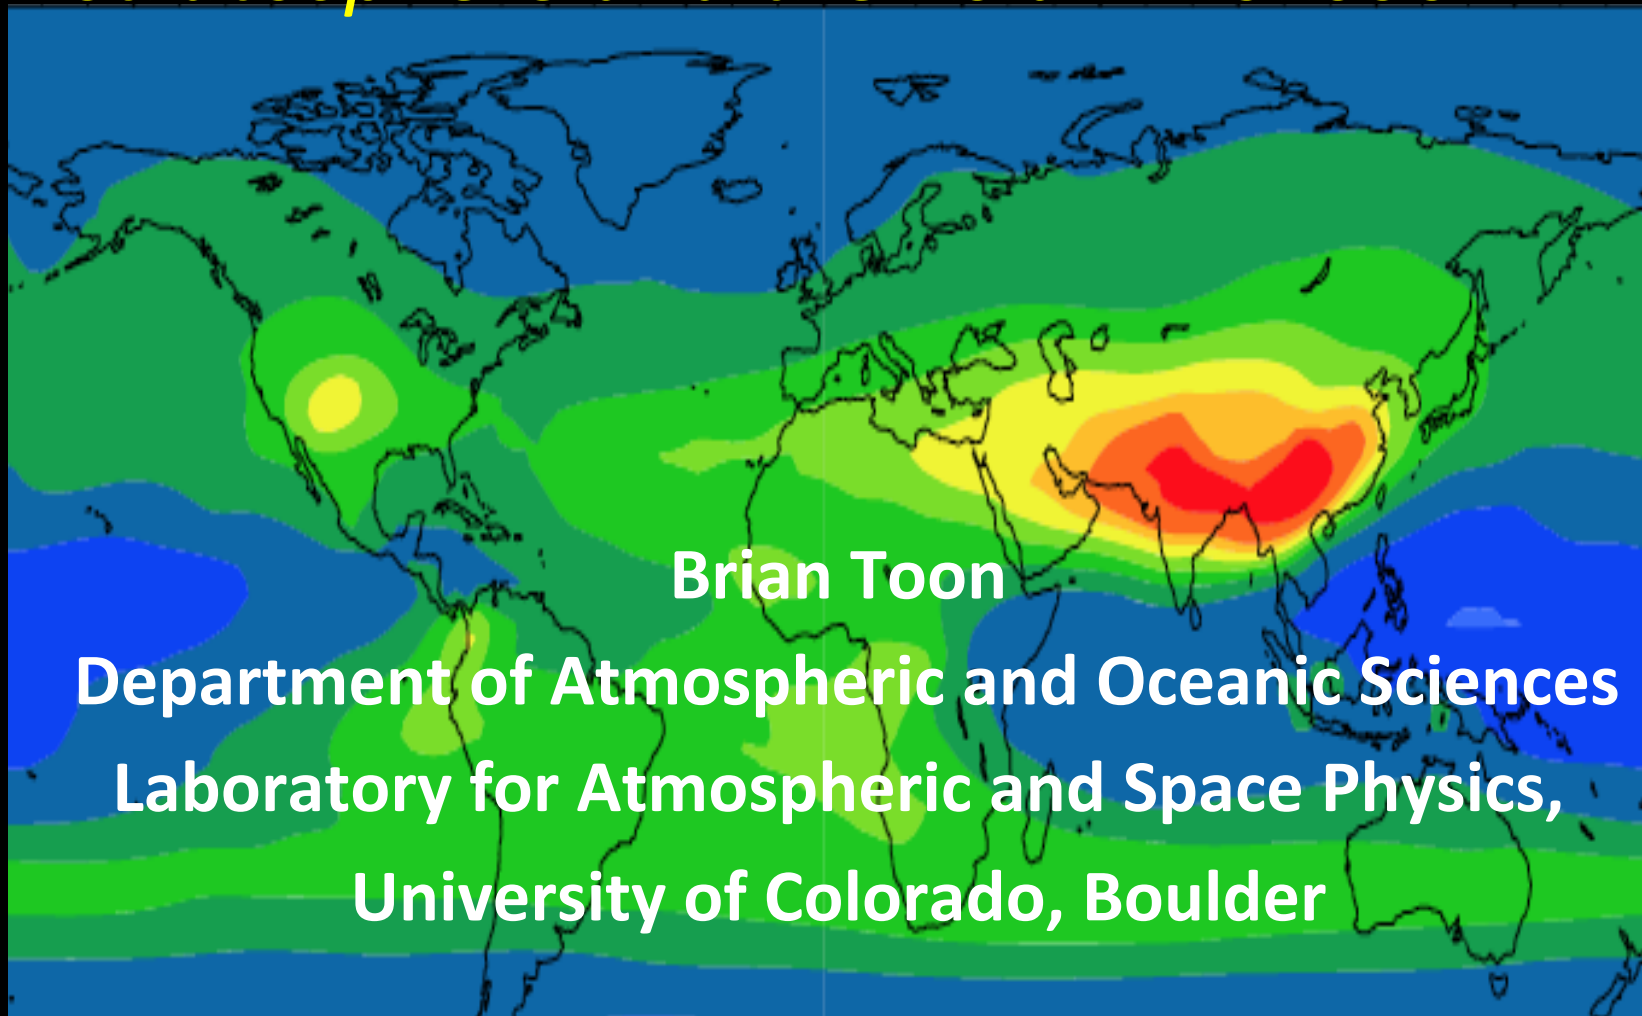 Brian Toon
Department of Atmospheric and Oceanic Sciences
Laboratory for Atmospheric and Space Physics,
University of Colorado, Boulder